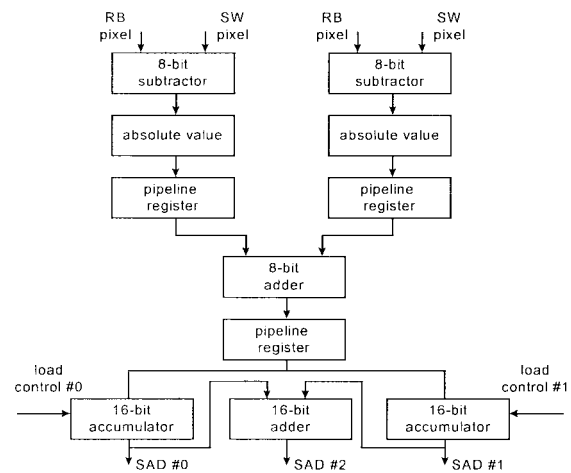 RB pixel
SW pixel
RB pixel
SW pixel
8-bit subtractor
8-bit subtractor
absolute value
absolute value
pipeline register
pipeline register
8-bit adder
pipeline register
load control #0
load control #1
16-bit accumulator
16-bit adder
16-bit accumulator
SAD #0
SAD #2
SAD #1